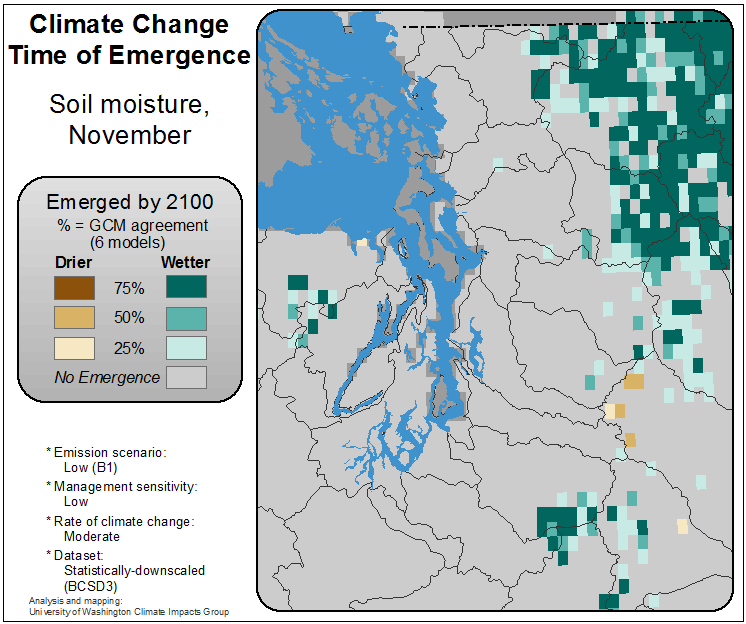 Climate Change
Time of Emergence
Soil moisture,
November
Emerged by 2100
% = GCM agreement
(6 models)
Drier Wetter
75%
50%
25%
No Emergence
* Emission scenario:
Low (B1)
* Management sensitivity:
Low
* Rate of climate change:
Moderate
* Dataset:
Statistically-downscaled
(BCSD3)
Analysis and mapping:
University of Washington Climate Impacts Group